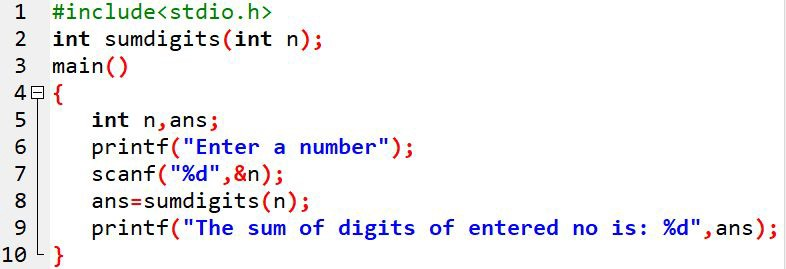 1 #include<stdio.h>
2 int sumdigits(int n);
3 main()
4 {
5 int n,ans;
6 printf("Enter a number");
7 scanf("%d",&n);
8 ans=sumdigits(n);
9 printf("The sum of digits of entered no is: %d",ans);
10 }